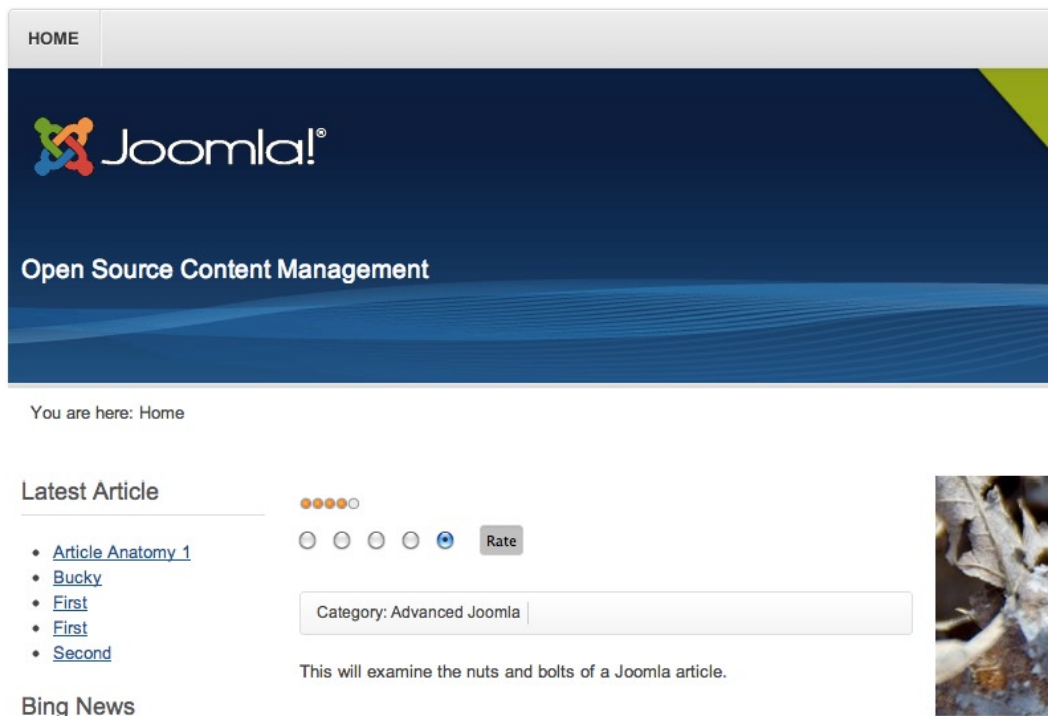 HOME
Joomla!®
Open Source Content Management
You are here: Home
Latest Article
Article Anatomy 1
Bucky
First
First
Second
Bing News
Rate
Category: Advanced Joomla
This will examine the nuts and bolts of a Joomla article.